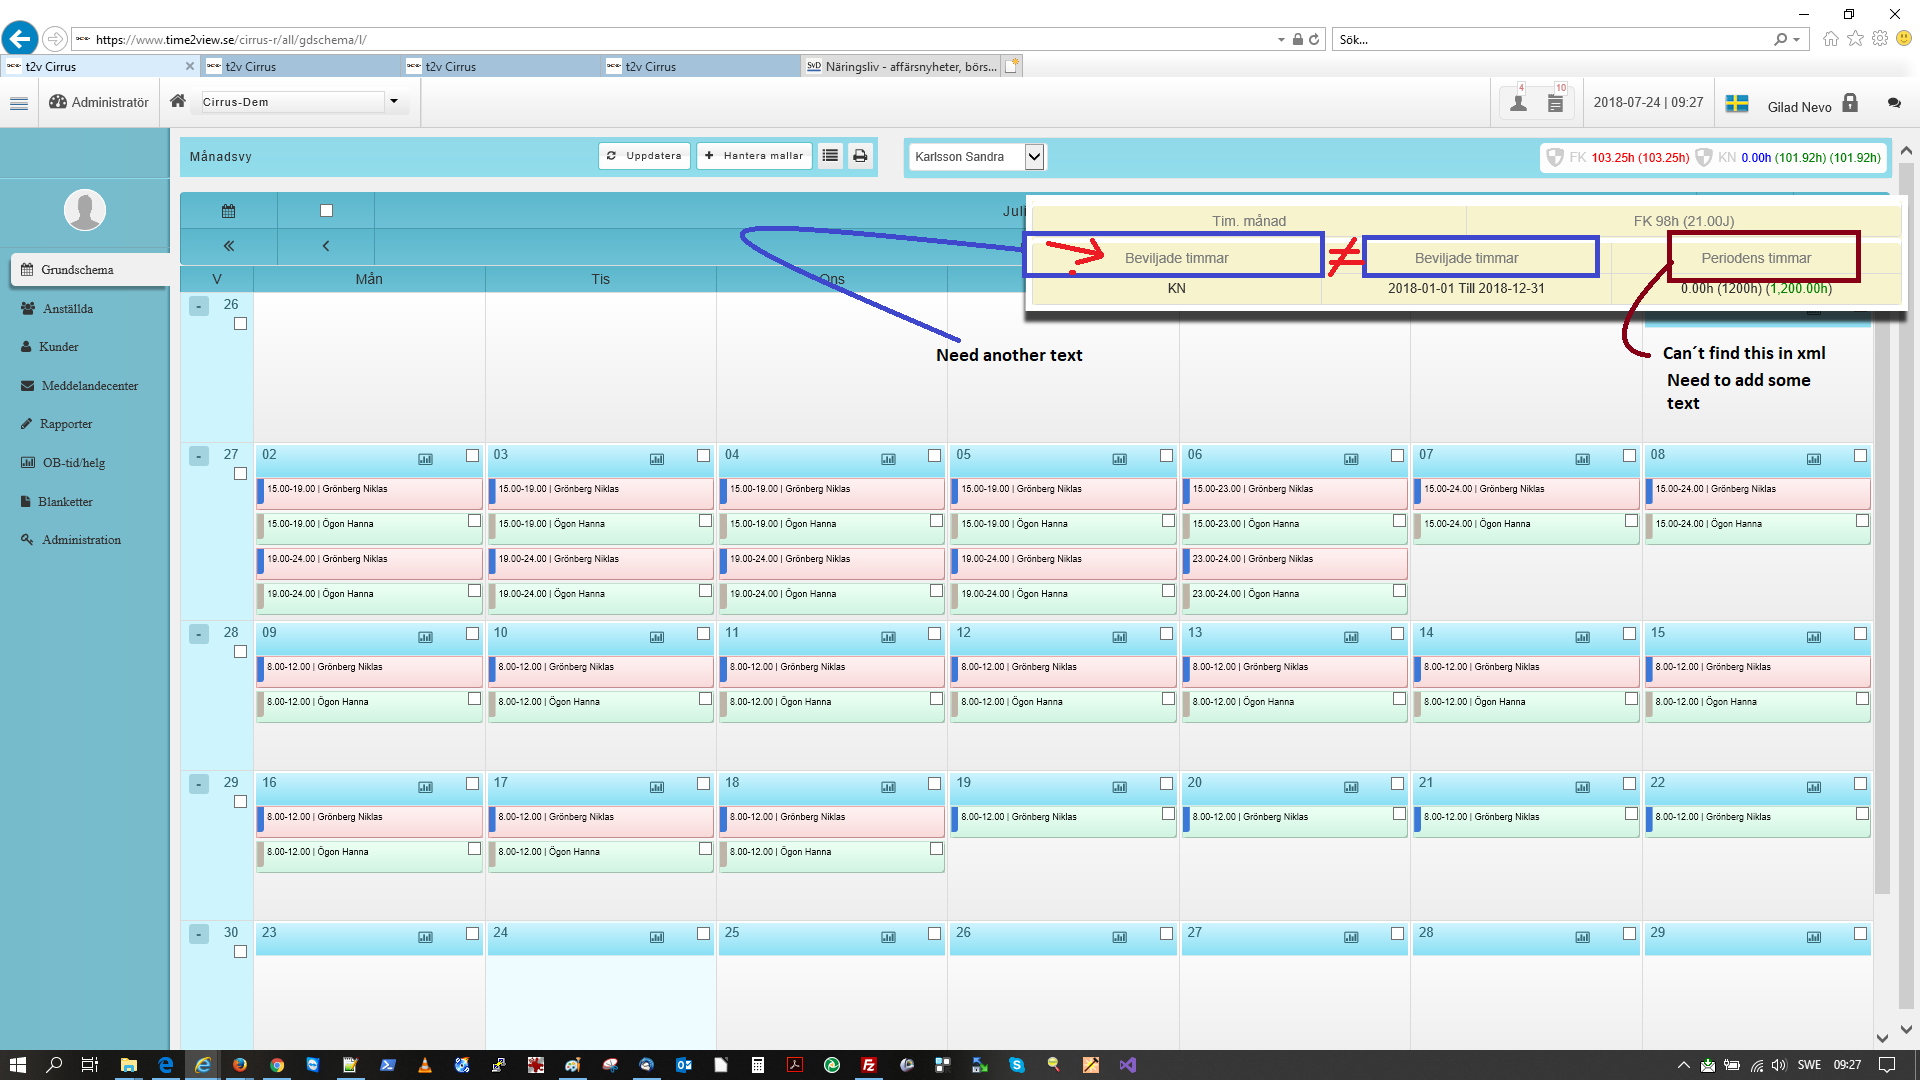 https://www.time2view.se/cirrus-r/all/gdschema/l/
Sök...
t2v Cirrus
t2v Cirrus
t2v Cirrus
t2v Cirrus
SvD Näringsliv - affärsnyheter, börs...
Administratör
Cirrus-Dem
4
10
2018-07-24 | 09:27
Gilad Nevo
Månadsvy
Uppdatera
Hantera mallar
Karlsson Sandra
FK 103.25h (103.25h) KN 0.00h (101.92h) (101.92h)
Juli
Tim. månad
FK 98h (21.00J)
Beviljade timmar
≠
Beviljade timmar
Periodens timmar
KN
2018-01-01 Till 2018-12-31
0.00h (1200h) (1,200.00h)
Need another text
Can´t find this in xml
Need to add some
text
Grundschema
Anställda
Kunder
Meddelandecenter
Rapporter
OB-tid/helg
Blanketter
Administration
V Mån Tis Ons
- 26
- 27 02 03 04 05 06 07 08
15.00-19.00 | Grönberg Niklas 15.00-19.00 | Grönberg Niklas 15.00-19.00 | Grönberg Niklas 15.00-19.00 | Grönberg Niklas 15.00-23.00 | Grönberg Niklas 15.00-24.00 | Grönberg Niklas 15.00-24.00 | Grönberg Niklas
15.00-19.00 | Ögon Hanna 15.00-19.00 | Ögon Hanna 15.00-19.00 | Ögon Hanna 15.00-19.00 | Ögon Hanna 15.00-23.00 | Ögon Hanna 15.00-24.00 | Ögon Hanna 15.00-24.00 | Ögon Hanna
19.00-24.00 | Grönberg Niklas 19.00-24.00 | Grönberg Niklas 19.00-24.00 | Grönberg Niklas 19.00-24.00 | Grönberg Niklas 23.00-24.00 | Grönberg Niklas
19.00-24.00 | Ögon Hanna 19.00-24.00 | Ögon Hanna 19.00-24.00 | Ögon Hanna 19.00-24.00 | Ögon Hanna 23.00-24.00 | Ögon Hanna
- 28 09 10 11 12 13 14 15
8.00-12.00 | Grönberg Niklas 8.00-12.00 | Grönberg Niklas 8.00-12.00 | Grönberg Niklas 8.00-12.00 | Grönberg Niklas 8.00-12.00 | Grönberg Niklas 8.00-12.00 | Grönberg Niklas 8.00-12.00 | Grönberg Niklas
8.00-12.00 | Ögon Hanna 8.00-12.00 | Ögon Hanna 8.00-12.00 | Ögon Hanna 8.00-12.00 | Ögon Hanna 8.00-12.00 | Ögon Hanna 8.00-12.00 | Ögon Hanna 8.00-12.00 | Ögon Hanna
- 29 16 17 18 19 20 21 22
8.00-12.00 | Grönberg Niklas 8.00-12.00 | Grönberg Niklas 8.00-12.00 | Grönberg Niklas 8.00-12.00 | Grönberg Niklas 8.00-12.00 | Grönberg Niklas 8.00-12.00 | Grönberg Niklas 8.00-12.00 | Grönberg Niklas
8.00-12.00 | Ögon Hanna 8.00-12.00 | Ögon Hanna 8.00-12.00 | Ögon Hanna
- 30 23 24 25 26 27 28 29
SWE 09:27